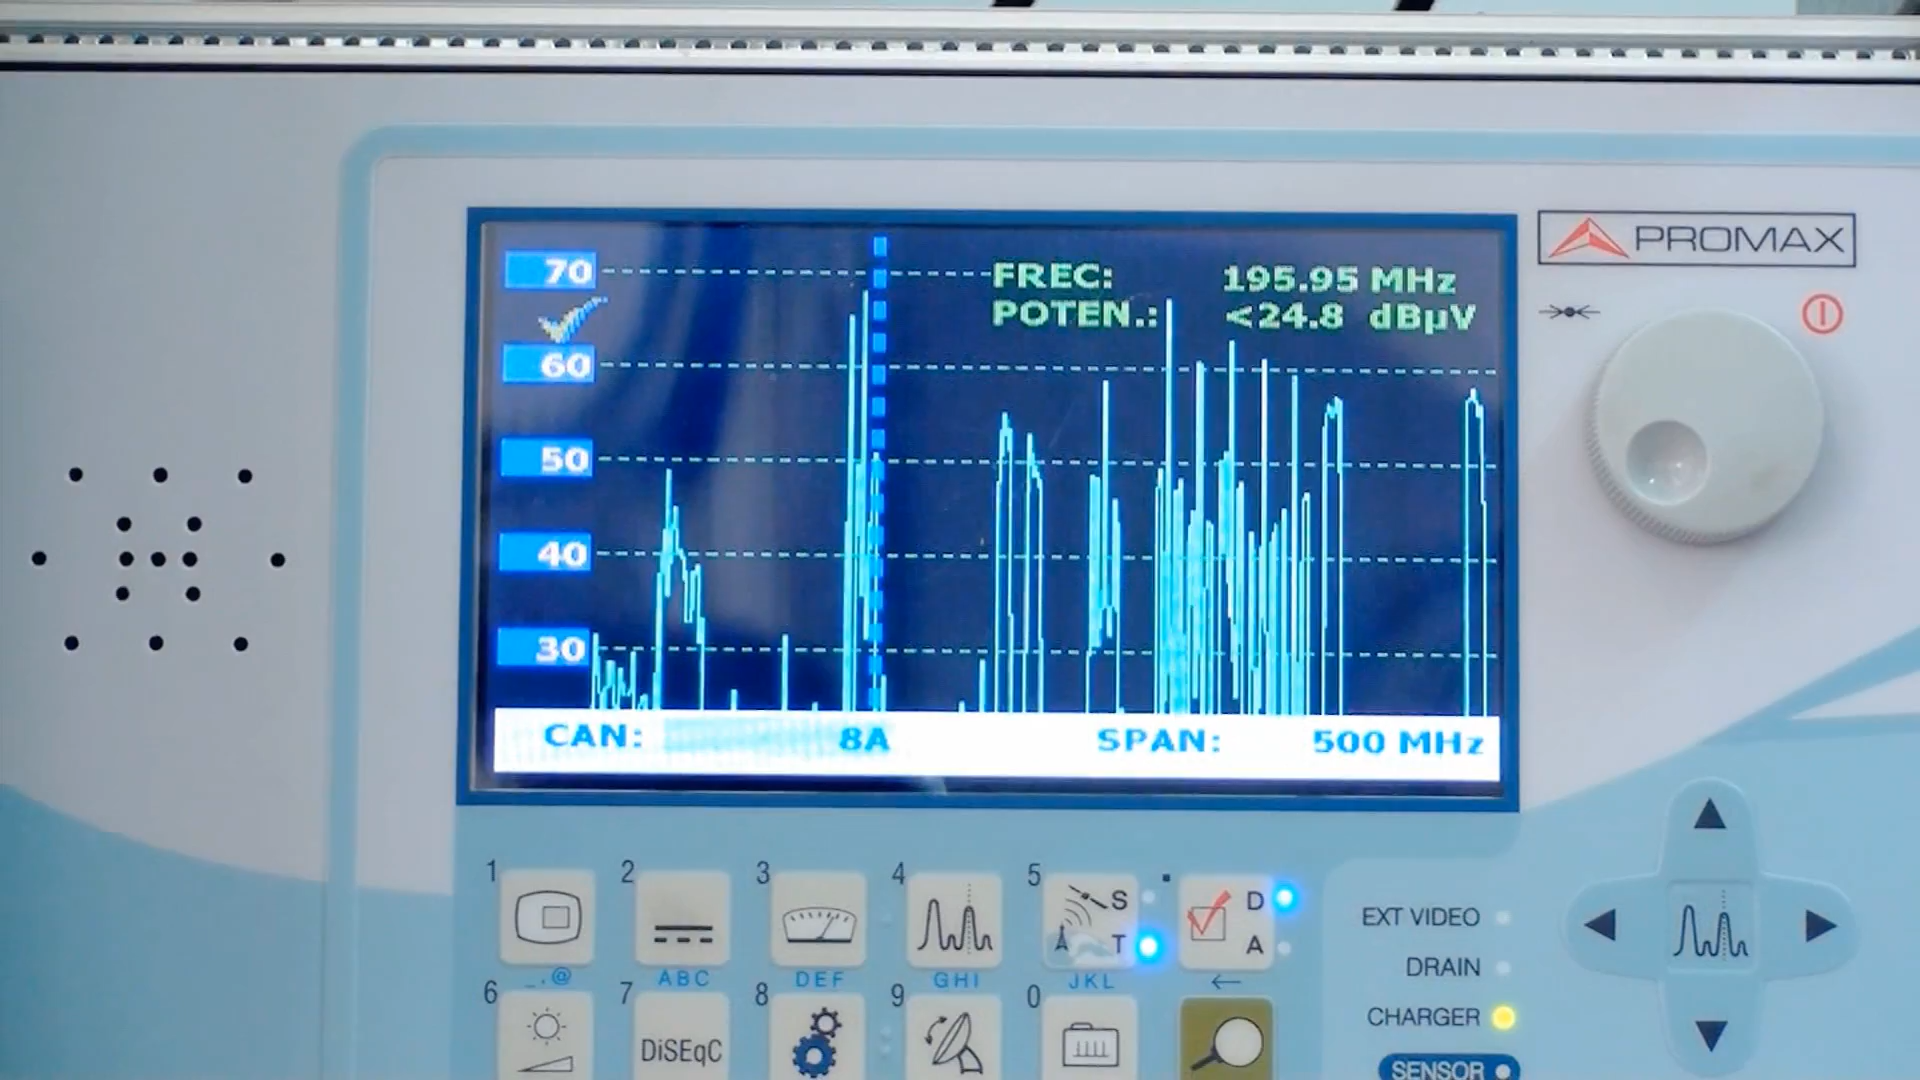 PROMAX
70
60
50
40
30
FREC: 195.95 MHz
POTEN.: <24.8 dBµV
CAN: 8A SPAN: 500 MHz
1 2 3 4 5
S
T
D
A
_.@ ABC DEF GHI JKL ←
6 7 8 9 0
DiSEqC
EXT VIDEO
DRAIN
CHARGER
SENSOR